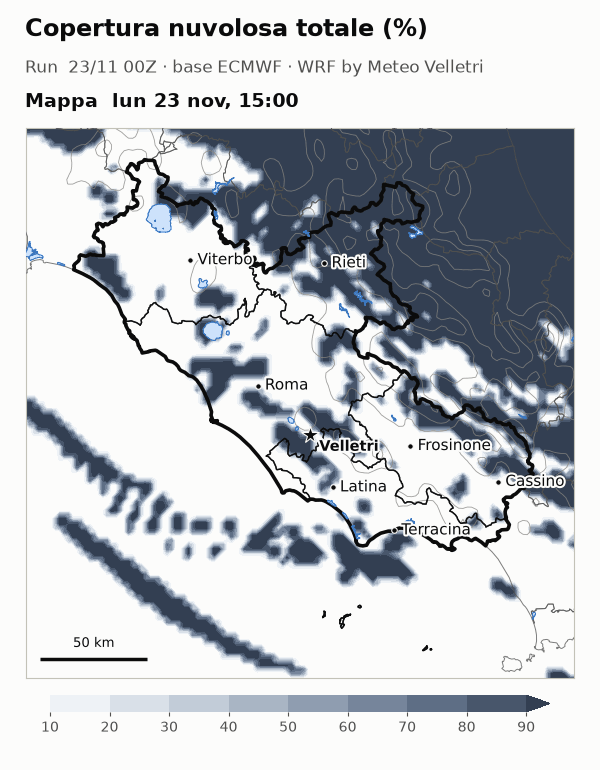 Copertura nuvolosa totale (%)
Run 23/11 00Z · base ECMWF · WRF by Meteo Velletri
Mappa lun 23 nov, 15:00
Viterbo
Rieti
Roma
Velletri
Frosinone
Cassino
Latina
Terracina
50 km
10 20 30 40 50 60 70 80 90